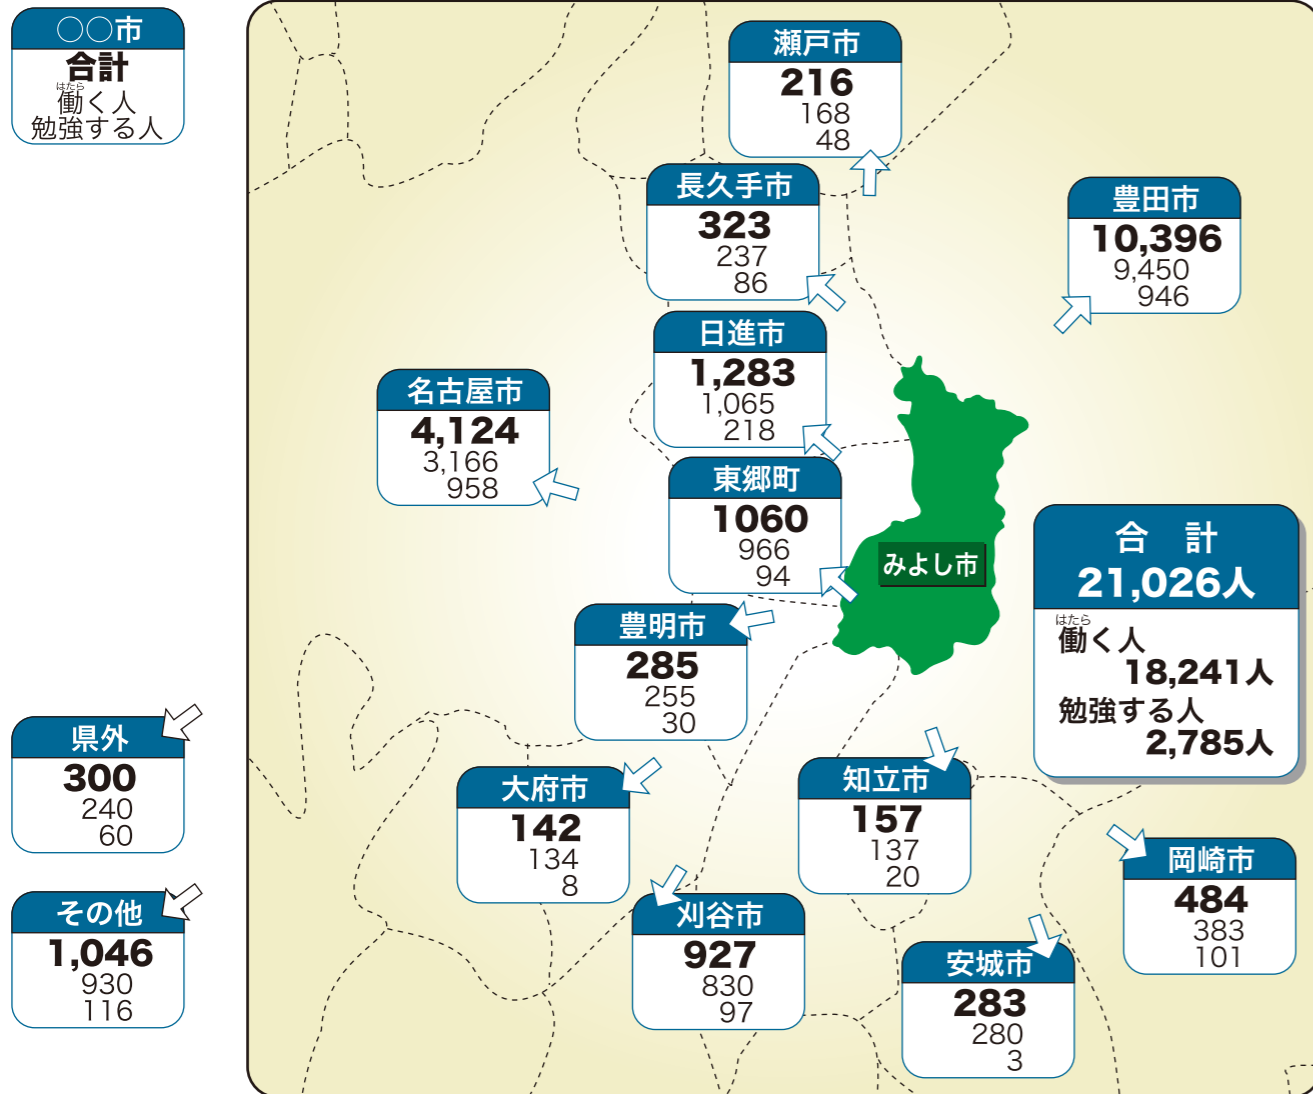 ○○市
合計
はたら
働く人
勉強する人
瀬戸市
216
168
48
長久手市
323
237
86
豊田市
10,396
9,450
946
日進市
1,283
1,065
218
名古屋市
4,124
3,166
958
東郷町
1060
966
94
みよし市
合 計
21,026人
はたら
働く人
18,241人
勉強する人
2,785人
豊明市
285
255
30
県外
300
240
60
大府市
142
134
8
知立市
157
137
20
岡崎市
484
383
101
その他
1,046
930
116
刈谷市
927
830
97
安城市
283
280
3